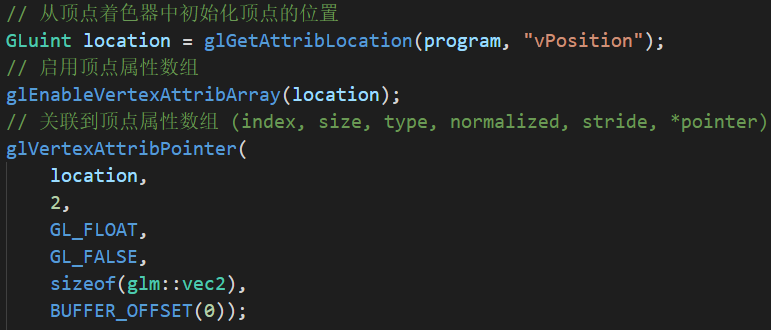 // 从顶点着色器中初始化顶点的位置
GLuint location = glGetAttribLocation(program, "vPosition");
// 启用顶点属性数组
glEnableVertexAttribArray(location);
// 关联到顶点属性数组 (index, size, type, normalized, stride, *pointer)
glVertexAttribPointer(
    location,
    2,
    GL_FLOAT,
    GL_FALSE,
    sizeof(glm::vec2),
    BUFFER_OFFSET(0));